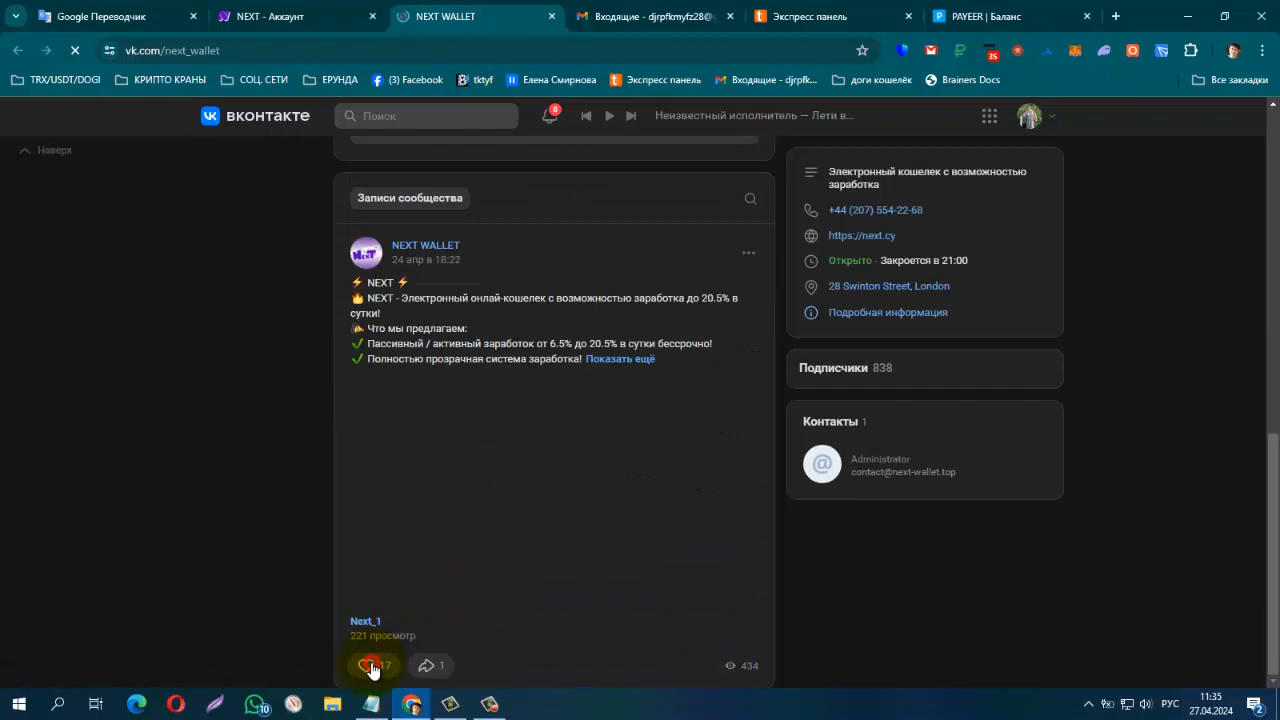 Google Переводчик
NEXT - Аккаунт
NEXT WALLET
Входящие - djrpfkmyfz28@
Экспресс панель
PAYEER | Баланс
vk.com/next_wallet
35
TRX/USDT/DOGI
КРИПТО КРАНЫ
СОЦ. СЕТИ
ЕРУНДА
(3) Facebook
tktyf
Елена Смирнова
Экспресс панель
Входящие - djrpfk...
доги кошелёк
Brainers Docs
Все закладки
вконтакте
Поиск
8
Неизвестный исполнитель — Лети в...
Наверх
Записи сообщества
NEXT WALLET
24 апр в 18:22
⚡ NEXT ⚡
🔥 NEXT - Электронный онлай-кошелек с возможностью заработка до 20.5% в
сутки!
Что мы предлагаем:
Пассивный / активный заработок от 6.5% до 20.5% в сутки бессрочно!
Полностью прозрачная система заработка! Показать ещё
Next_1
221 просмотр
17
1
434
Электронный кошелек с возможностью
заработка
+44 (207) 554-22-68
https://next.cy
Открыто - Закроется в 21:00
28 Swinton Street, London
Подробная информация
Подписчики 838
Контакты 1
@
Administrator
contact@next-wallet.top
10
РУС
11:35
27.04.2024
2